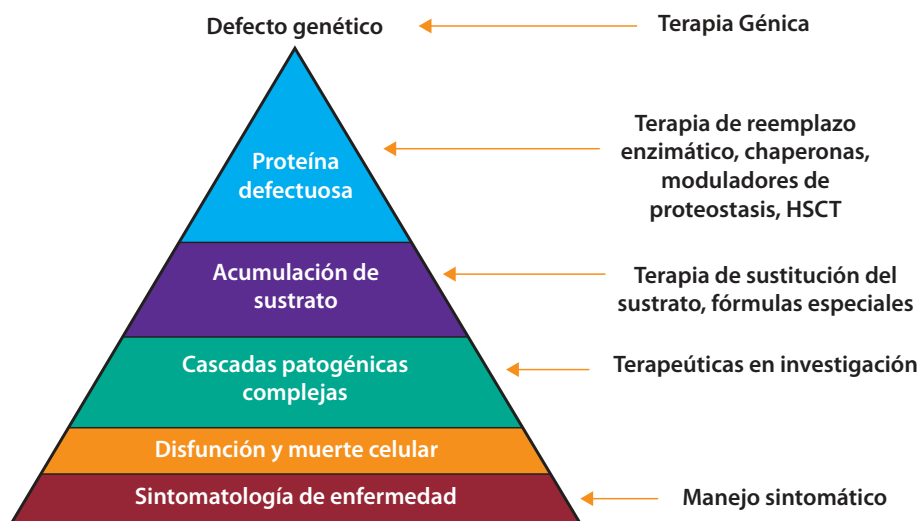 Defecto genético
Terapia Génica
Proteína
defectuosa
Terapia de reemplazo
enzimático, chaperonas,
moduladores de
proteostasis, HSCT
Acumulación de
sustrato
Terapia de sustitución del
sustrato, fórmulas especiales
Cascadas patogénicas
complejas
Terapeúticas en investigación
Disfunción y muerte celular
Sintomatología de enfermedad
Manejo sintomático